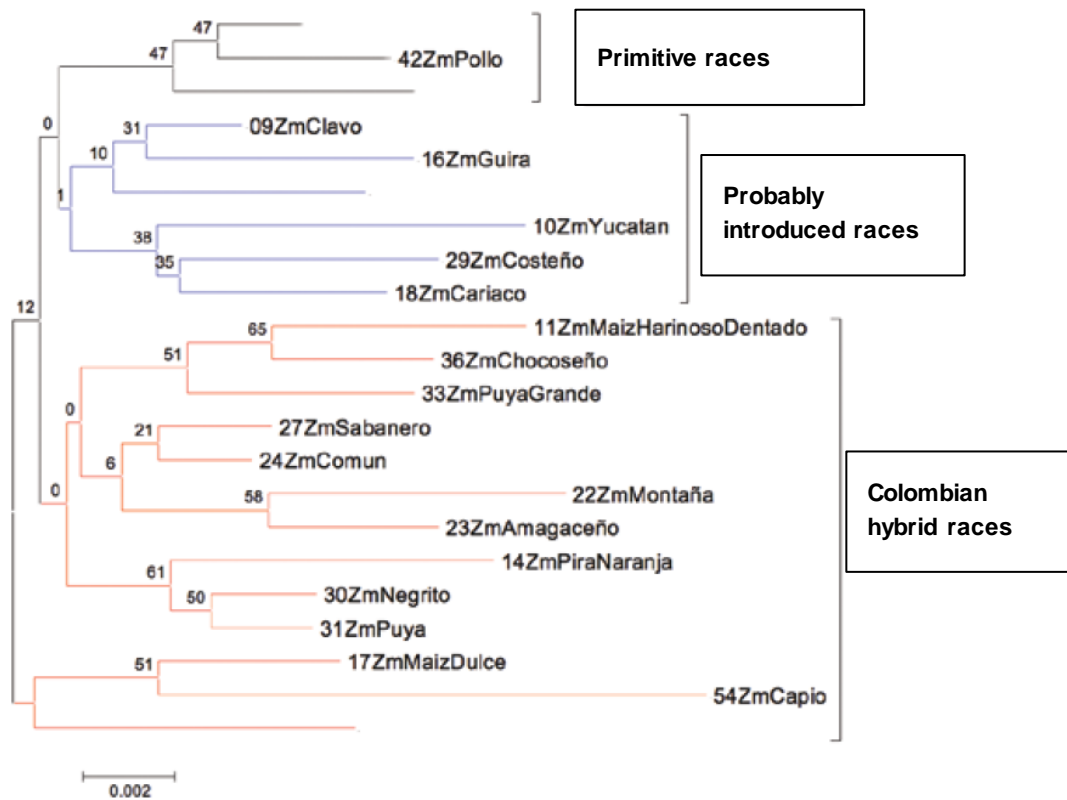 47
47
42ZmPollo
Primitive races
0
31
09ZmClavo
10
16ZmGuira
1
38
10ZmYucatan
35
29ZmCosteño
18ZmCariaco
Probably
introduced races
12
65
11ZmMaizHarinosoDentado
51
36ZmChocoseño
33ZmPuyaGrande
0
21
27ZmSabanero
6
24ZmComun
0
58
22ZmMontaña
23ZmAmagaceño
Colombian
hybrid races
61
14ZmPiraNaranja
50
30ZmNegrito
31ZmPuya
51
17ZmMaizDulce
54ZmCapio
0.002